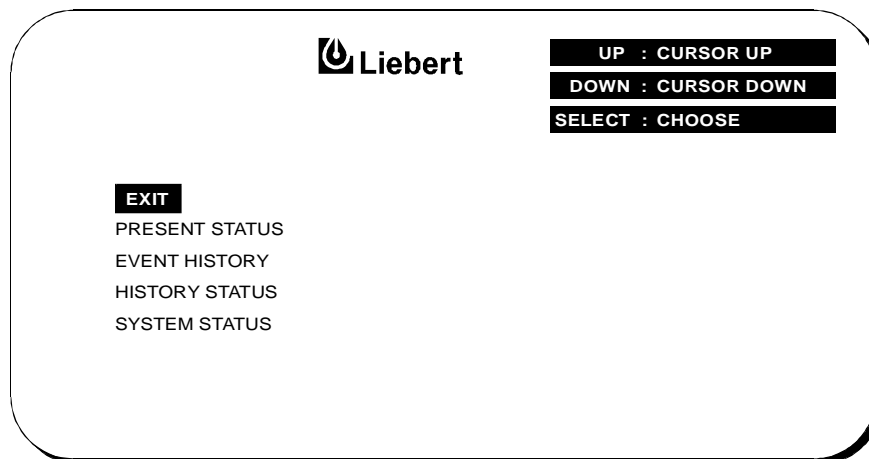 Liebert
UP : CURSOR UP
DOWN : CURSOR DOWN
SELECT : CHOOSE
EXIT
PRESENT STATUS
EVENT HISTORY
HISTORY STATUS
SYSTEM STATUS